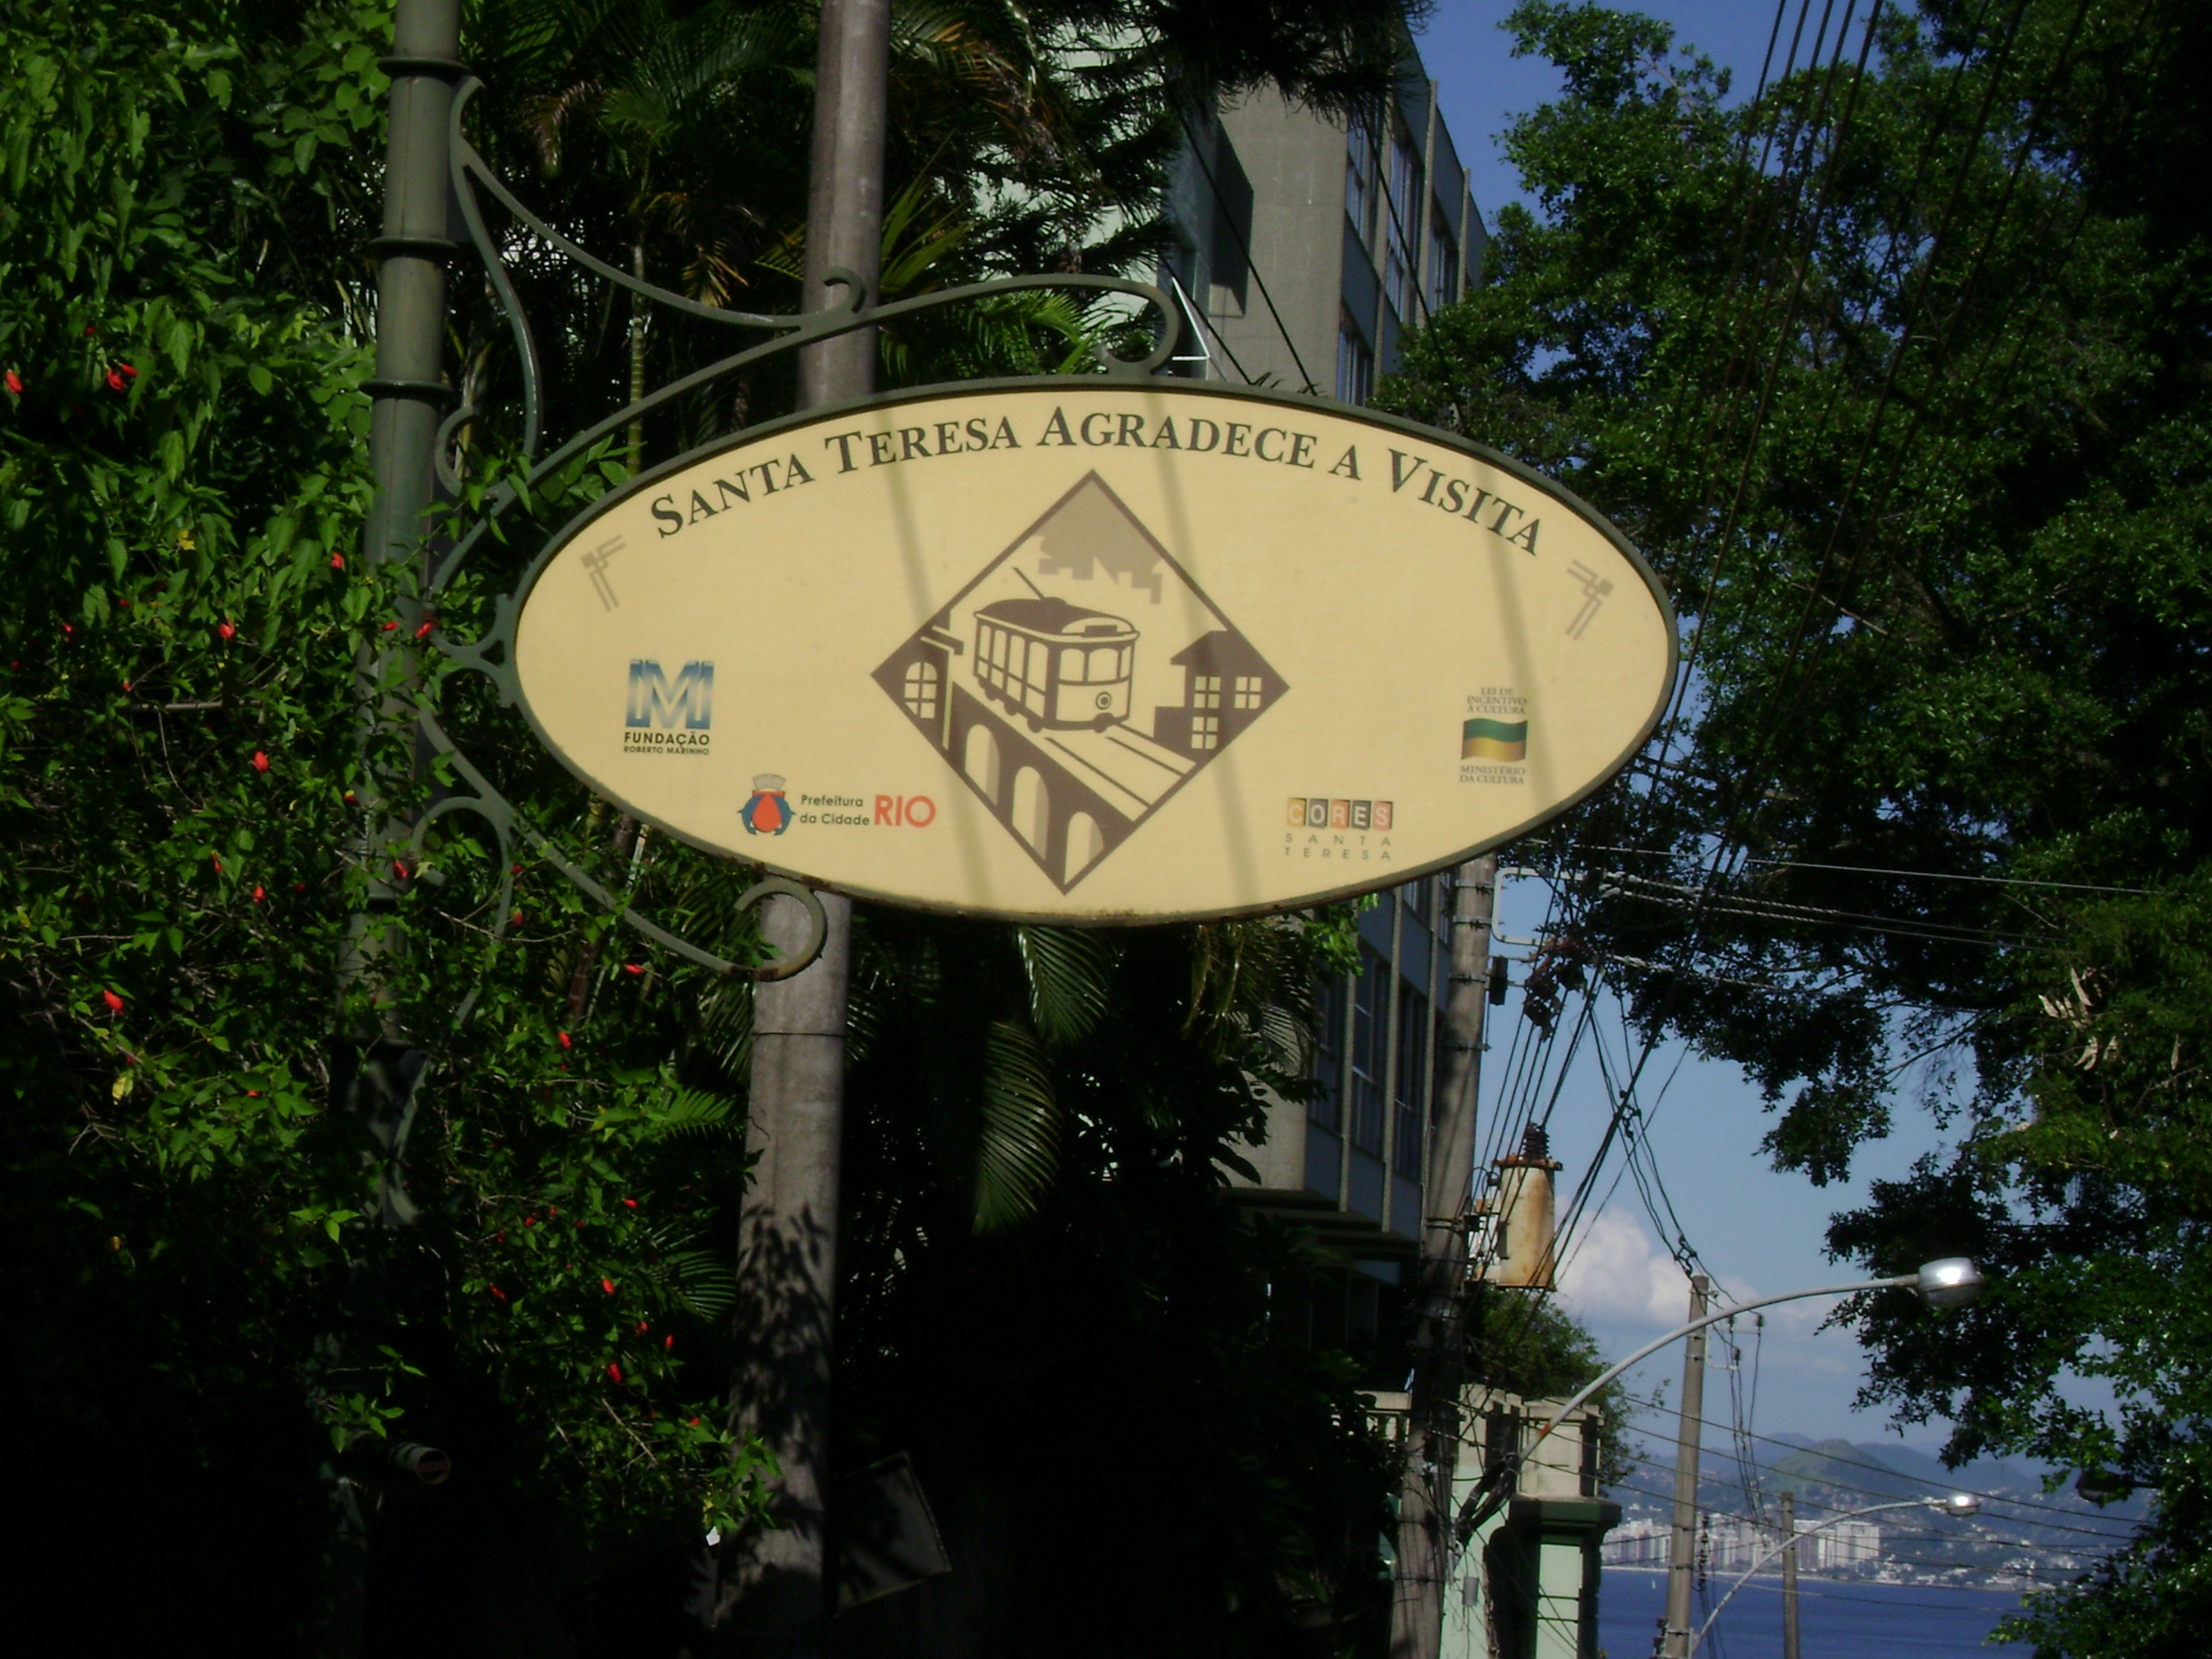 SANTA TERESA AGRADECE A VISITA
FUNDAÇÃO
ROBERTO MARINHO
Prefeitura
da Cidade RIO
LEI DE
INCENTIVO
À CULTURA
MINISTÉRIO
DA CULTURA
CORES
SANTA
TERESA